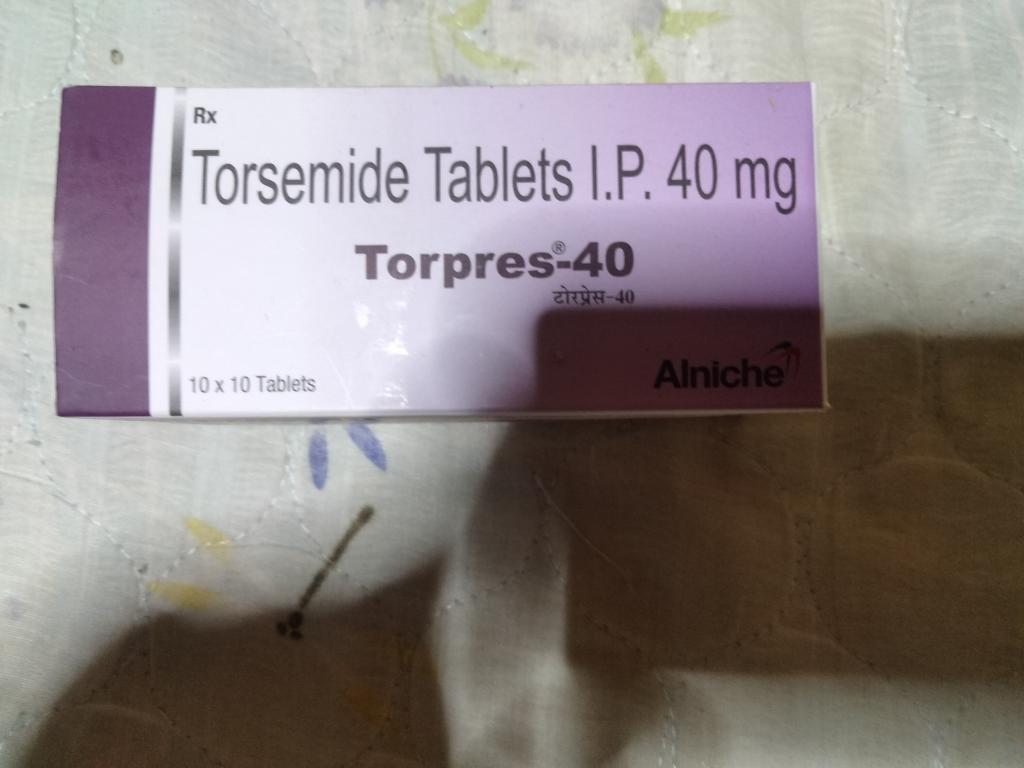 Rx
Torsemide Tablets I.P. 40 mg
Torpres®-40
टोरप्रेस-40
10 x 10 Tablets
Alniche